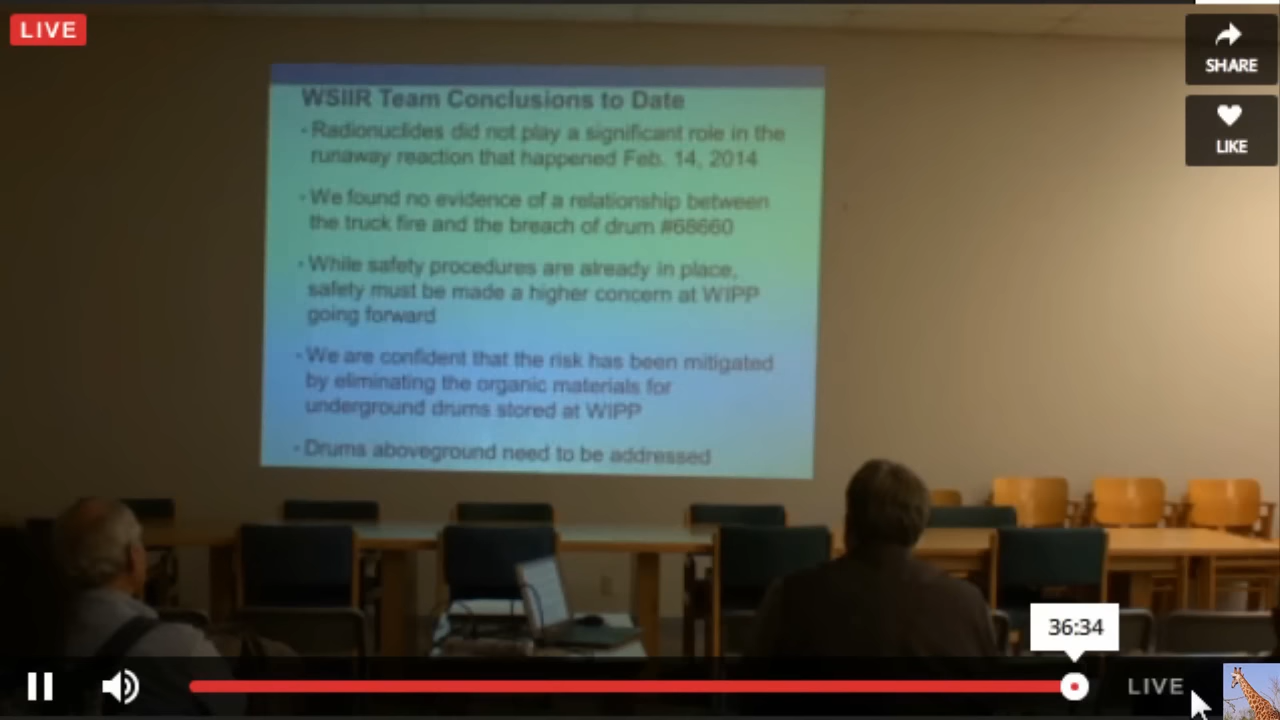 LIVE
SHARE
LIKE
WSIIR Team Conclusions to Date
- Radionuclides did not play a significant role in the
runaway reaction that happened Feb. 14, 2014
- We found no evidence of a relationship between
the truck fire and the breach of drum #68660
- While safety procedures are already in place,
safety must be made a higher concern at WIPP
going forward
- We are confident that the risk has been mitigated
by eliminating the organic materials for
underground drums stored at WIPP
- Drums aboveground need to be addressed
36:34
LIVE